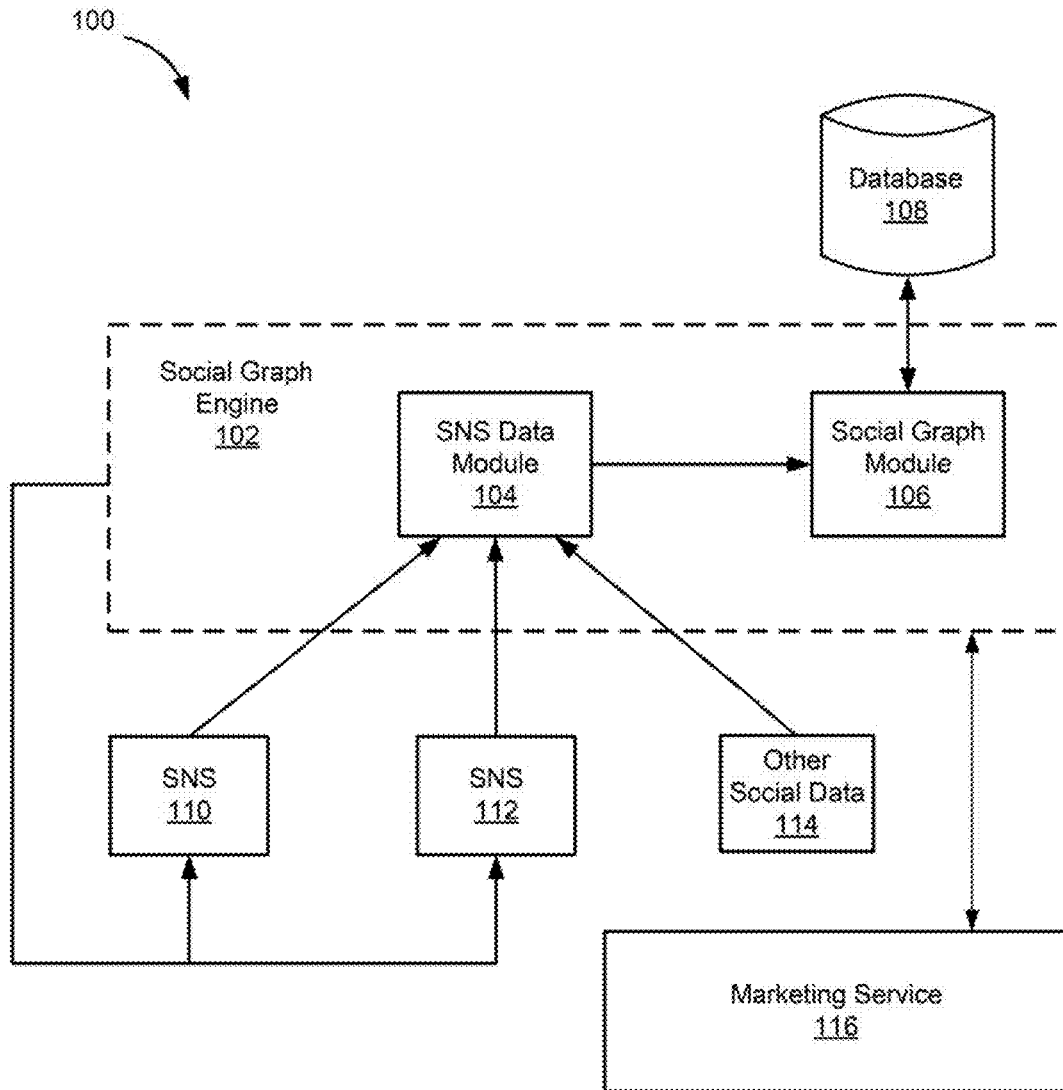 100
Database
108
Social Graph
Engine
102
SNS Data
Module
104
Social Graph
Module
106
SNS
110
SNS
112
Other
Social Data
114
Marketing Service
116